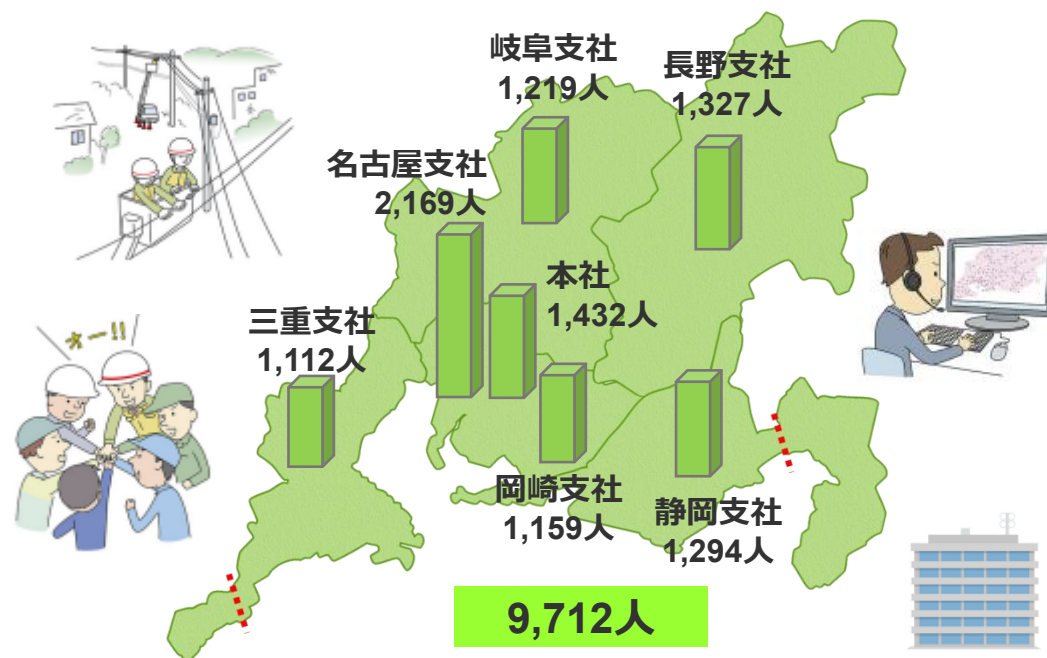 岐阜支社
1,219人
長野支社
1,327人
名古屋支社
2,169人
本社
1,432人
三重支社
1,112人
オー!!
岡崎支社
1,159人
静岡支社
1,294人
9,712人